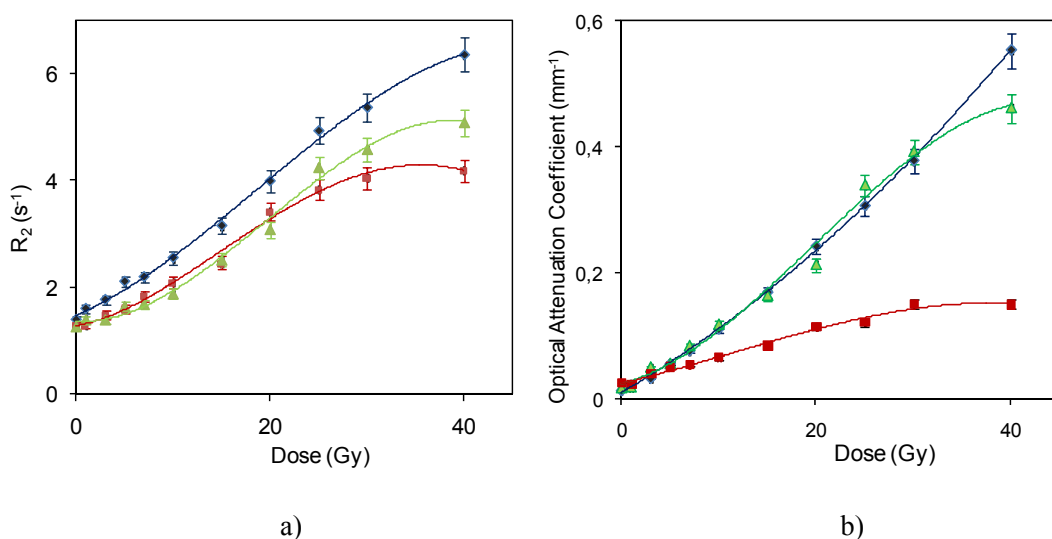 6
4
2
0
R₂ (s⁻¹)
0
20
40
Dose (Gy)
a)
0,6
0,4
0,2
0
Optical Attenuation Coefficient (mm⁻¹)
0
20
40
Dose (Gy)
b)